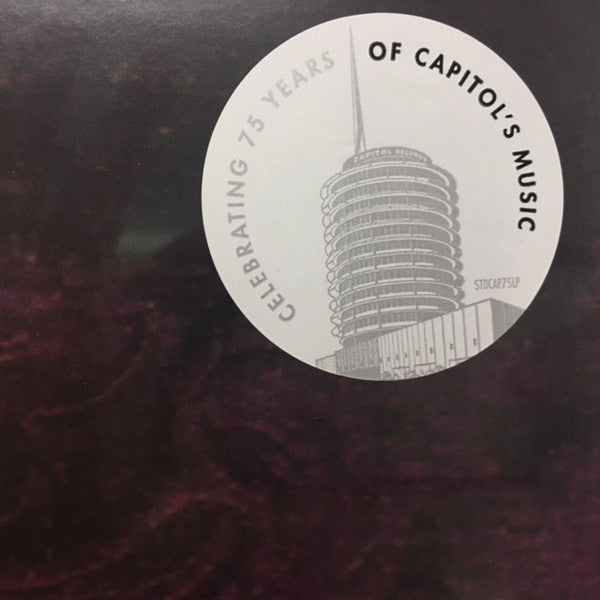 CELEBRATING 75 YEARS OF CAPITOL'S MUSIC
CAPITOL RECORDS
STDCAP75LP